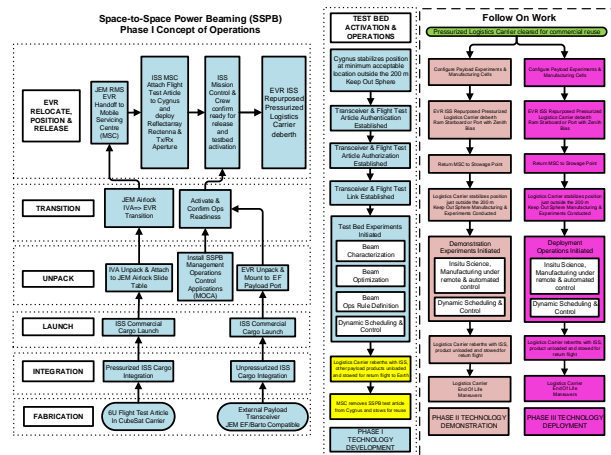 Space-to-Space Power Beaming (SSPB)
Phase I Concept of Operations
EVR
RELOCATE,
POSITION &
RELEASE
JEM RMS
EVR
Handoff to
Mobile
Servicing
Centre
(MSC)
ISS MSC
Attach Flight
Test Article
to Cygnus
and deploy
Reflectarray
Rectenna &
Tx/Rx
Aperture
ISS
Mission
Control &
Crew
confirm
ready for
release and
testbed
activation
EVR ISS
Repurposed
Pressurized
Logistics
Carrier
deberth
TRANSITION
JEM Airlock
IVA⇨ EVR
Transition
Activate &
Confirm Ops
Readiness
UNPACK
IVA Unpack & Attach
to JEM Airlock Slide
Table
Install SSPB
Management
Operations
Control
Applications
(MOCA)
EVR Unpack &
Mount to EF
Payload Port
LAUNCH
ISS Commercial
Cargo Launch
ISS Commercial
Cargo Launch
INTEGRATION
Pressurized ISS Cargo
Integration
Unpressurized ISS
Cargo Integration
FABRICATION
6U Flight Test Article
In CubeSat Canter
External Payload
Transceiver
JEM EF/Barto Compatible
TEST BED
ACTIVATION &
OPERATIONS
Cygnus stabilizes position
at minimum acceptable
location outside the 200 m
Keep Out Sphere
Transceiver & Flight Test
Article Authentication
Established
Transceiver & Flight Test
Article Authorization
Established
Transceiver & Flight Test
Link Established
Test Bed Experiments
Initiated
Beam
Characterization
Beam
Optimization
Beam
Ops Rule Definition
Dynamic Scheduling &
Control
Logistics Carrier reberths with ISS,
other payload products unloaded
and stowed for return flight to Earth
MSC removes SSPB test article
from Cygnus and stows for reuse
PHASE I
TECHNOLOGY
DEVELOPMENT
Follow On Work
Pressurized Logistics Carrier cleared for commercial reuse
Configure Payload Experiments &
Manufacturing Cells
EVR ISS Repurposed Pressurized
Logistics Carrier deberth
Ram Starboard or Port with Zenith
Bias
Return MSC to Stowage Point
Logistics Carrier stabilizes position
just outside the 200 m
Keep Out Sphere Manufacturing &
Experiments Conducted
Demonstration
Experiments Initiated
Insitu Science,
Manufacturing under
remote & automated
control
Dynamic Scheduling &
Control
Logistics Carrier reberths with ISS,
product unloaded and stowed for
return flight
Logistics Carrier
End Of Life
Maneuvers
PHASE II TECHNOLOGY
DEMONSTRATION
Configure Payload Experiments &
Manufacturing Cells
EVR ISS Repurposed Pressurized
Logistics Carrier deberth
Ram Starboard or Port with Zenith
Bias
Return MSC to Stowage Point
Logistics Carrier stabilizes position
just outside the 200 m
Keep Out Sphere Manufacturing &
Experiments Conducted
Deployment
Operations Initiated
Insitu Science,
Manufacturing under
remote & automated
control
Dynamic Scheduling &
Control
Logistics Carrier reberths with ISS,
product unloaded and stowed for
return flight
Logistics Carrier
End Of Life
Maneuvers
PHASE III TECHNOLOGY
DEPLOYMENT